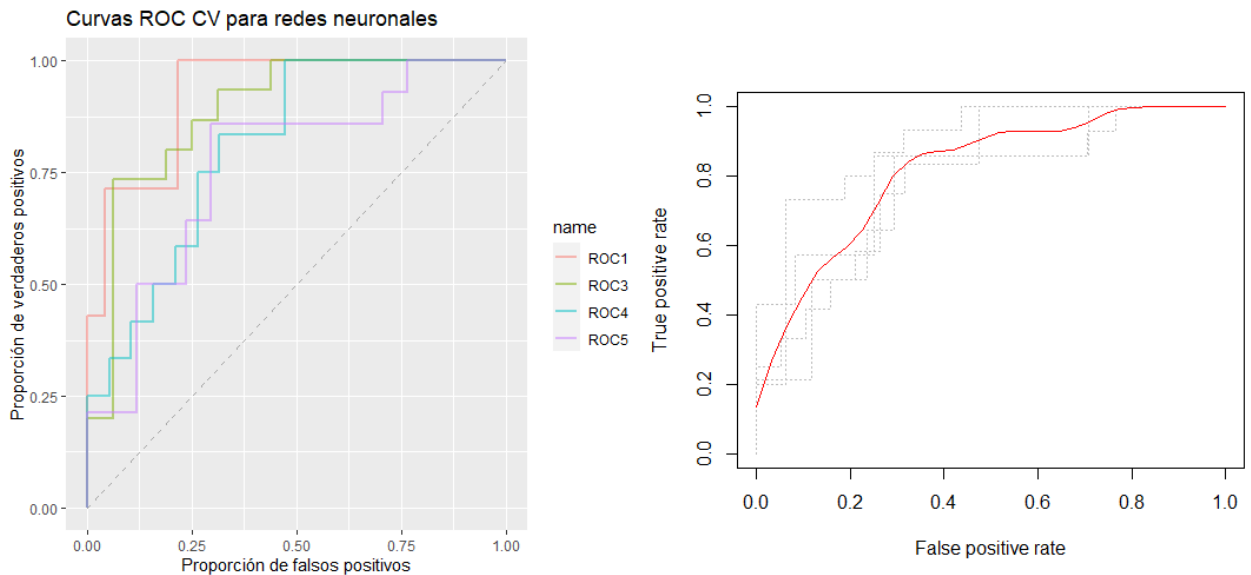 Curvas ROC CV para redes neuronales
Proporción de verdaderos positivos
1.00
0.75
0.50
0.25
0.00
0.00 0.25 0.50 0.75 1.00
Proporción de falsos positivos
name
ROC1
ROC3
ROC4
ROC5
True positive rate
1.0
0.8
0.6
0.4
0.2
0.0
0.0 0.2 0.4 0.6 0.8 1.0
False positive rate